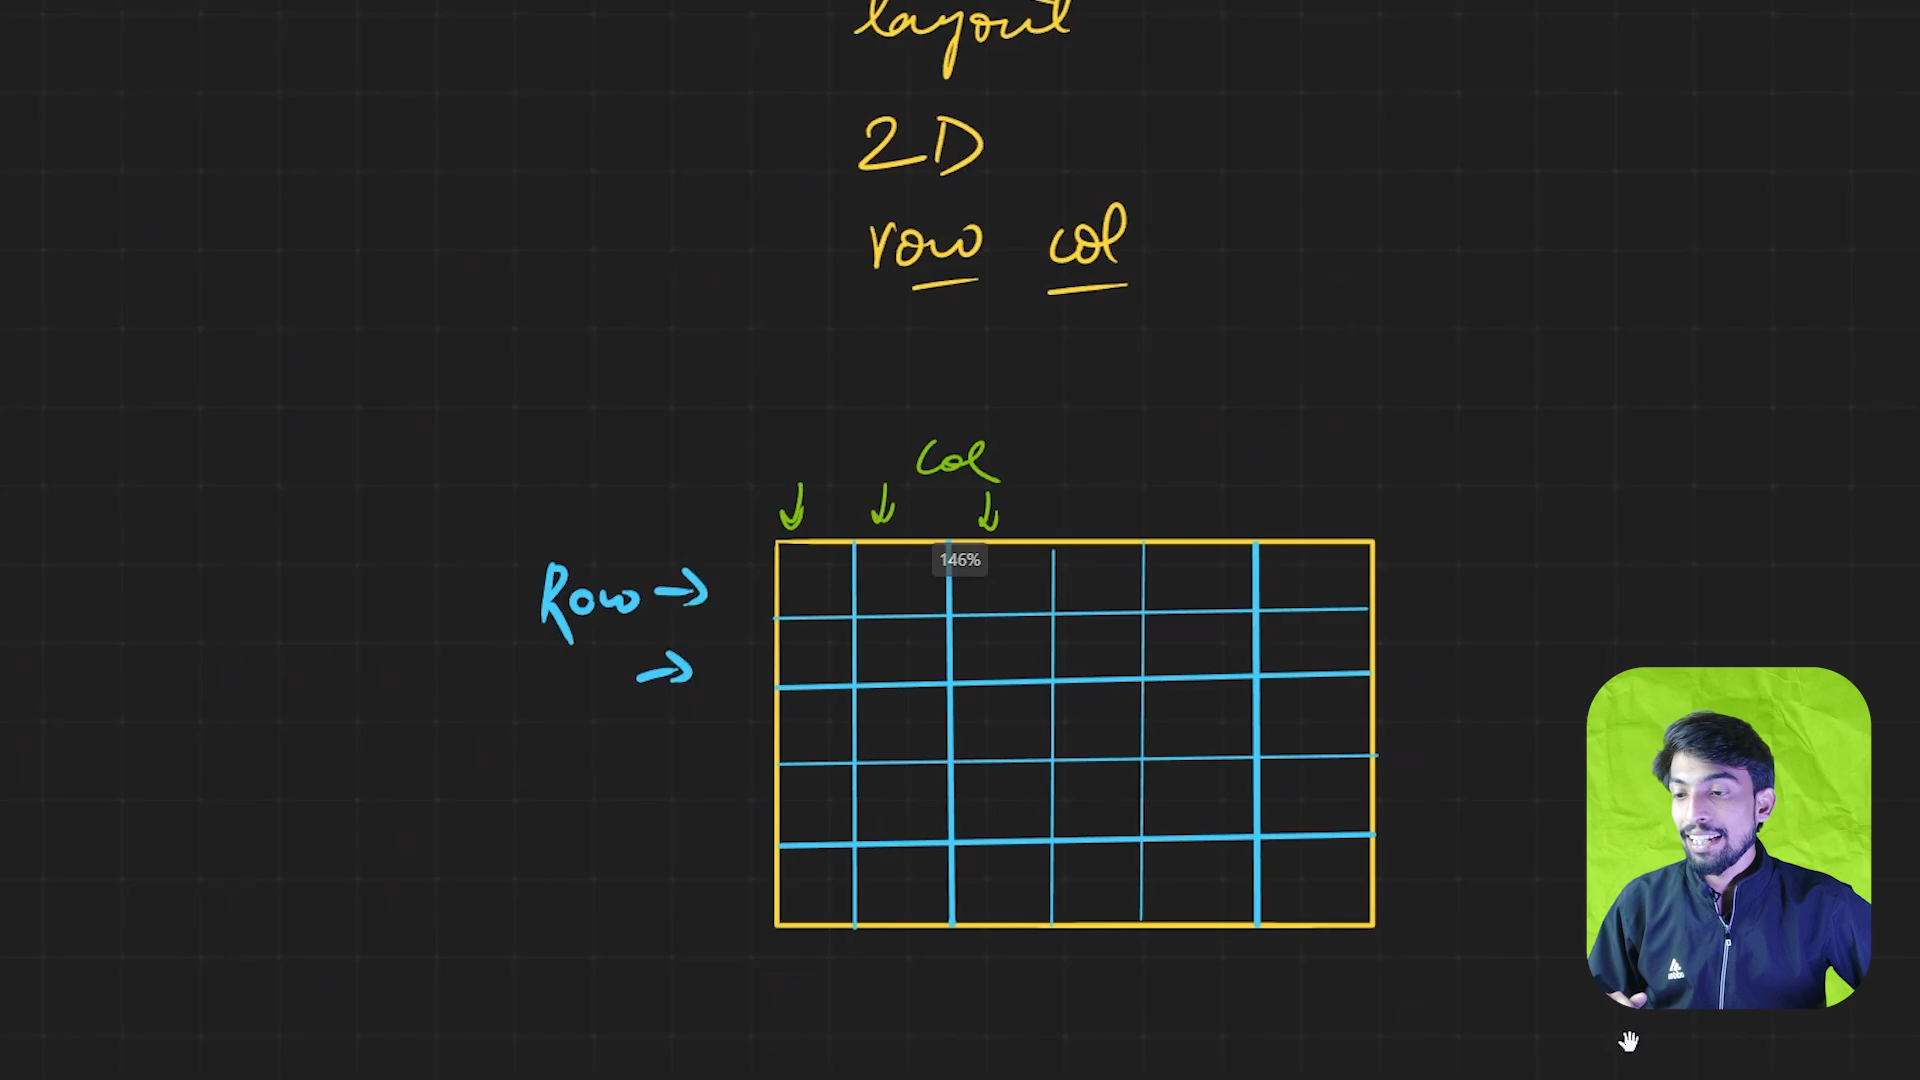 layout
2D
row col
Col
146%
Row →